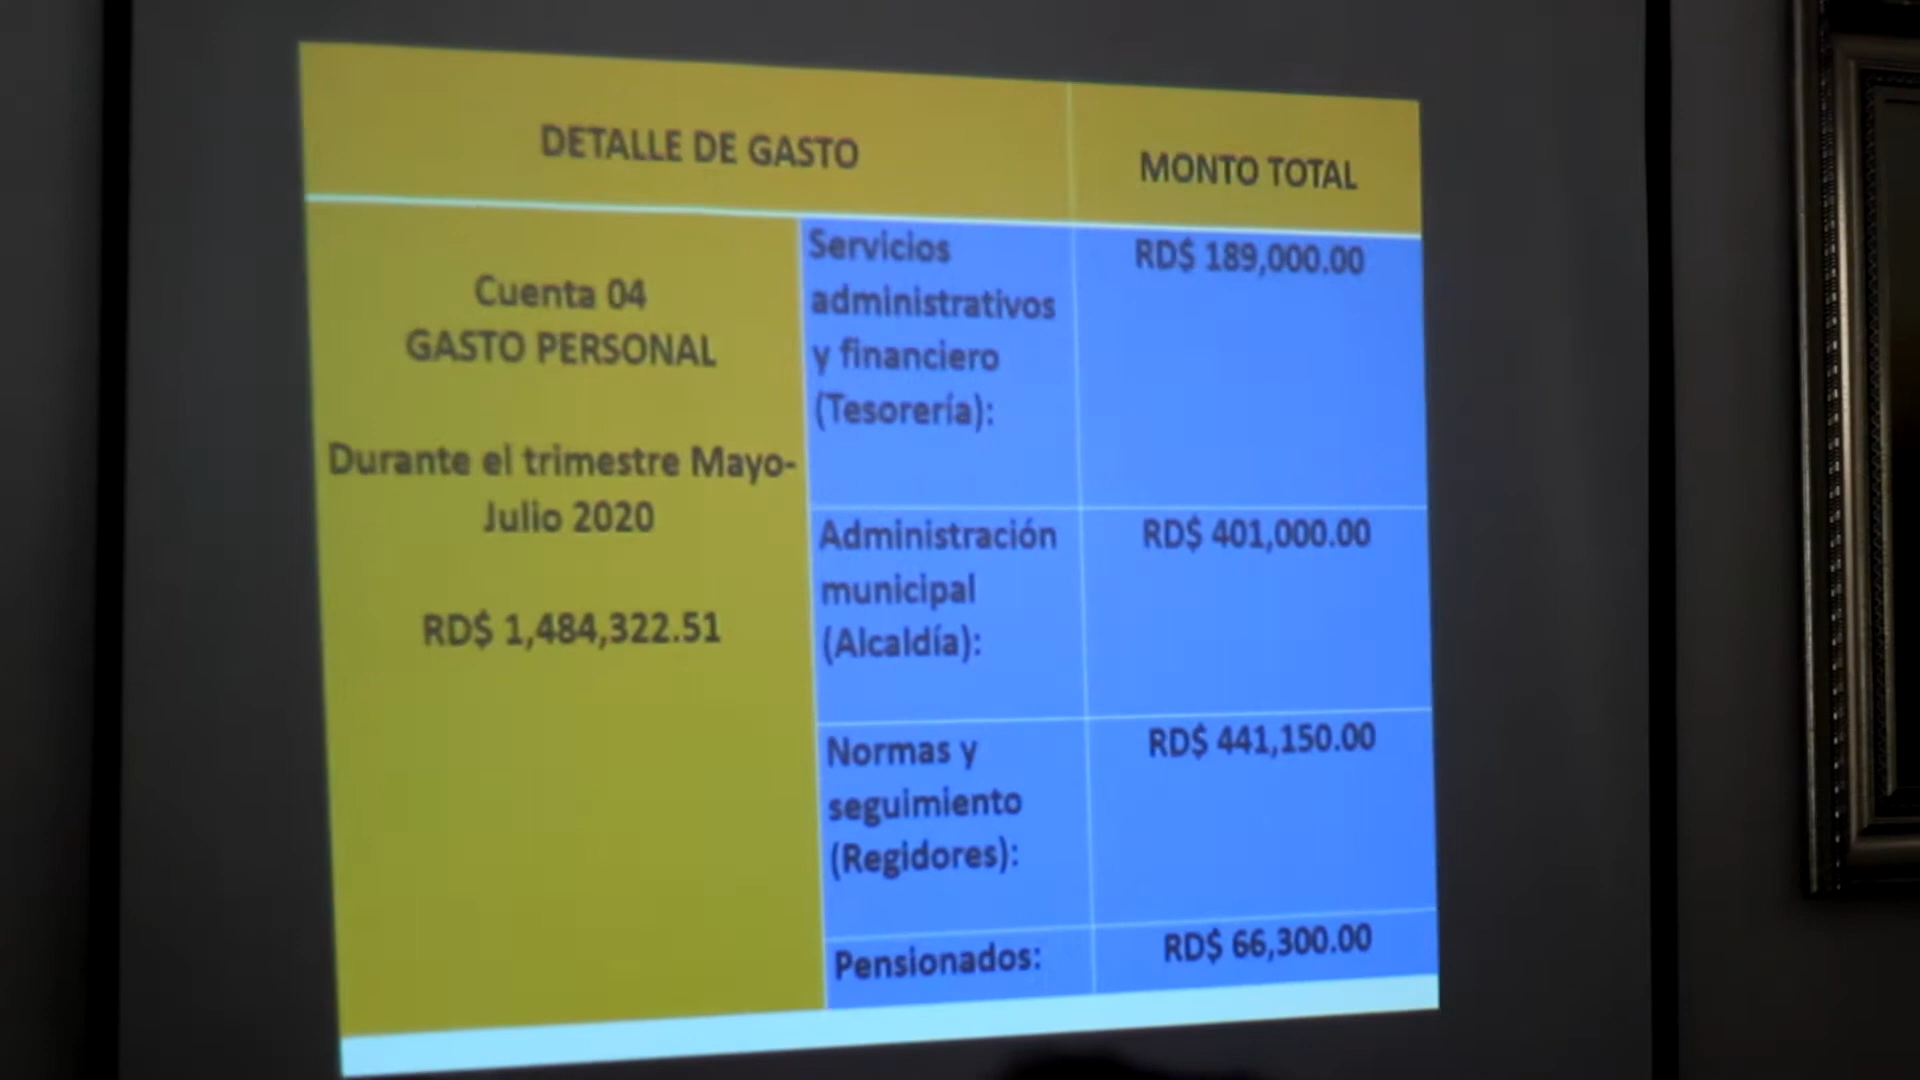 DETALLE DE GASTO
MONTO TOTAL
Cuenta 04
GASTO PERSONAL
Durante el trimestre Mayo-
Julio 2020
RD$ 1,484,322.51
Servicios
administrativos
y financiero
(Tesorería):
RD$ 189,000.00
Administración
municipal
(Alcaldía):
RD$ 401,000.00
Normas y
seguimiento
(Regidores):
RD$ 441,150.00
Pensionados:
RD$ 66,300.00